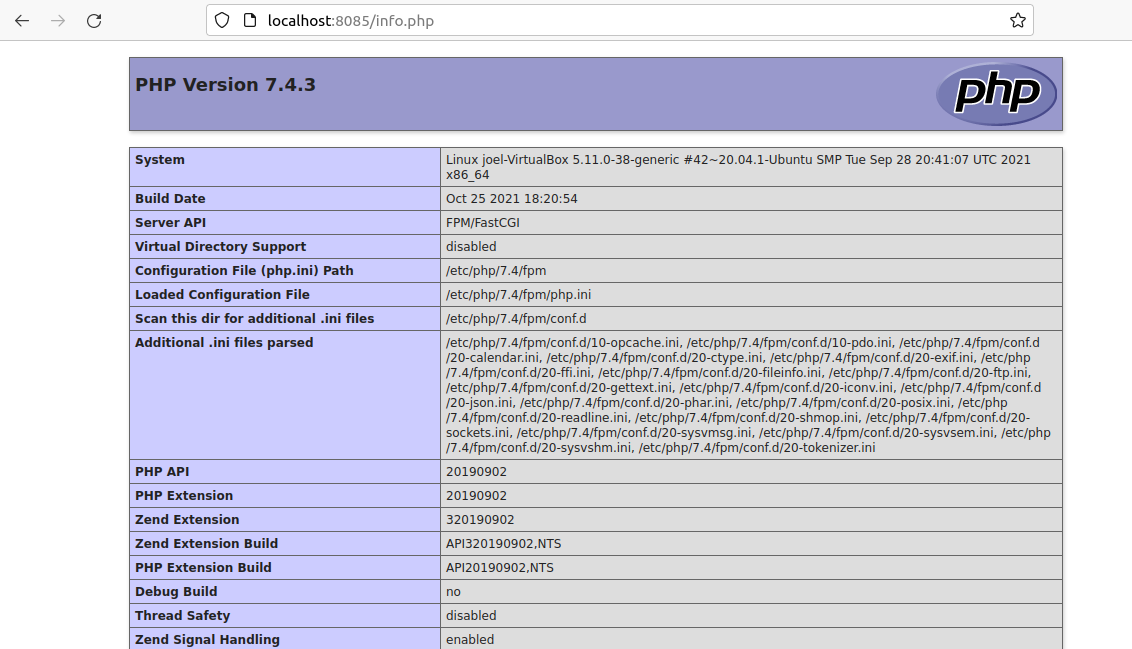 localhost:8085/info.php
PHP Version 7.4.3
php
System
Linux joel-VirtualBox 5.11.0-38-generic #42~20.04.1-Ubuntu SMP Tue Sep 28 20:41:07 UTC 2021
x86_64
Build Date
Oct 25 2021 18:20:54
Server API
FPM/FastCGI
Virtual Directory Support
disabled
Configuration File (php.ini) Path
/etc/php/7.4/fpm
Loaded Configuration File
/etc/php/7.4/fpm/php.ini
Scan this dir for additional .ini files
/etc/php/7.4/fpm/conf.d
Additional .ini files parsed
/etc/php/7.4/fpm/conf.d/10-opcache.ini, /etc/php/7.4/fpm/conf.d/10-pdo.ini, /etc/php/7.4/fpm/conf.d
/20-calendar.ini, /etc/php/7.4/fpm/conf.d/20-ctype.ini, /etc/php/7.4/fpm/conf.d/20-exif.ini, /etc/php
/7.4/fpm/conf.d/20-ffi.ini, /etc/php/7.4/fpm/conf.d/20-fileinfo.ini, /etc/php/7.4/fpm/conf.d/20-ftp.ini,
/etc/php/7.4/fpm/conf.d/20-gettext.ini, /etc/php/7.4/fpm/conf.d/20-iconv.ini, /etc/php/7.4/fpm/conf.d
/20-json.ini, /etc/php/7.4/fpm/conf.d/20-phar.ini, /etc/php/7.4/fpm/conf.d/20-posix.ini, /etc/php
/7.4/fpm/conf.d/20-readline.ini, /etc/php/7.4/fpm/conf.d/20-shmop.ini, /etc/php/7.4/fpm/conf.d/20-
sockets.ini, /etc/php/7.4/fpm/conf.d/20-sysvmsg.ini, /etc/php/7.4/fpm/conf.d/20-sysvsem.ini, /etc/php
/7.4/fpm/conf.d/20-sysvshm.ini, /etc/php/7.4/fpm/conf.d/20-tokenizer.ini
PHP API
20190902
PHP Extension
20190902
Zend Extension
320190902
Zend Extension Build
API320190902,NTS
PHP Extension Build
API20190902,NTS
Debug Build
no
Thread Safety
disabled
Zend Signal Handling
enabled